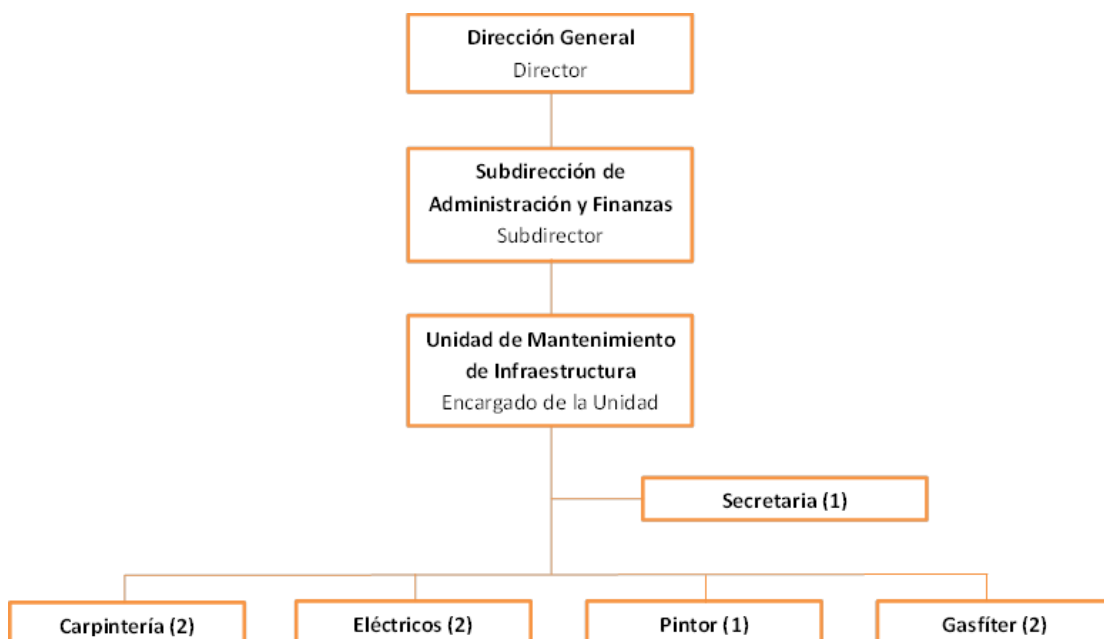 Dirección General
Director
Subdirección de
Administración y Finanzas
Subdirector
Unidad de Mantenimiento
de Infraestructura
Encargado de la Unidad
Secretaria (1)
Carpintería (2)
Eléctricos (2)
Pintor (1)
Gasfíter (2)